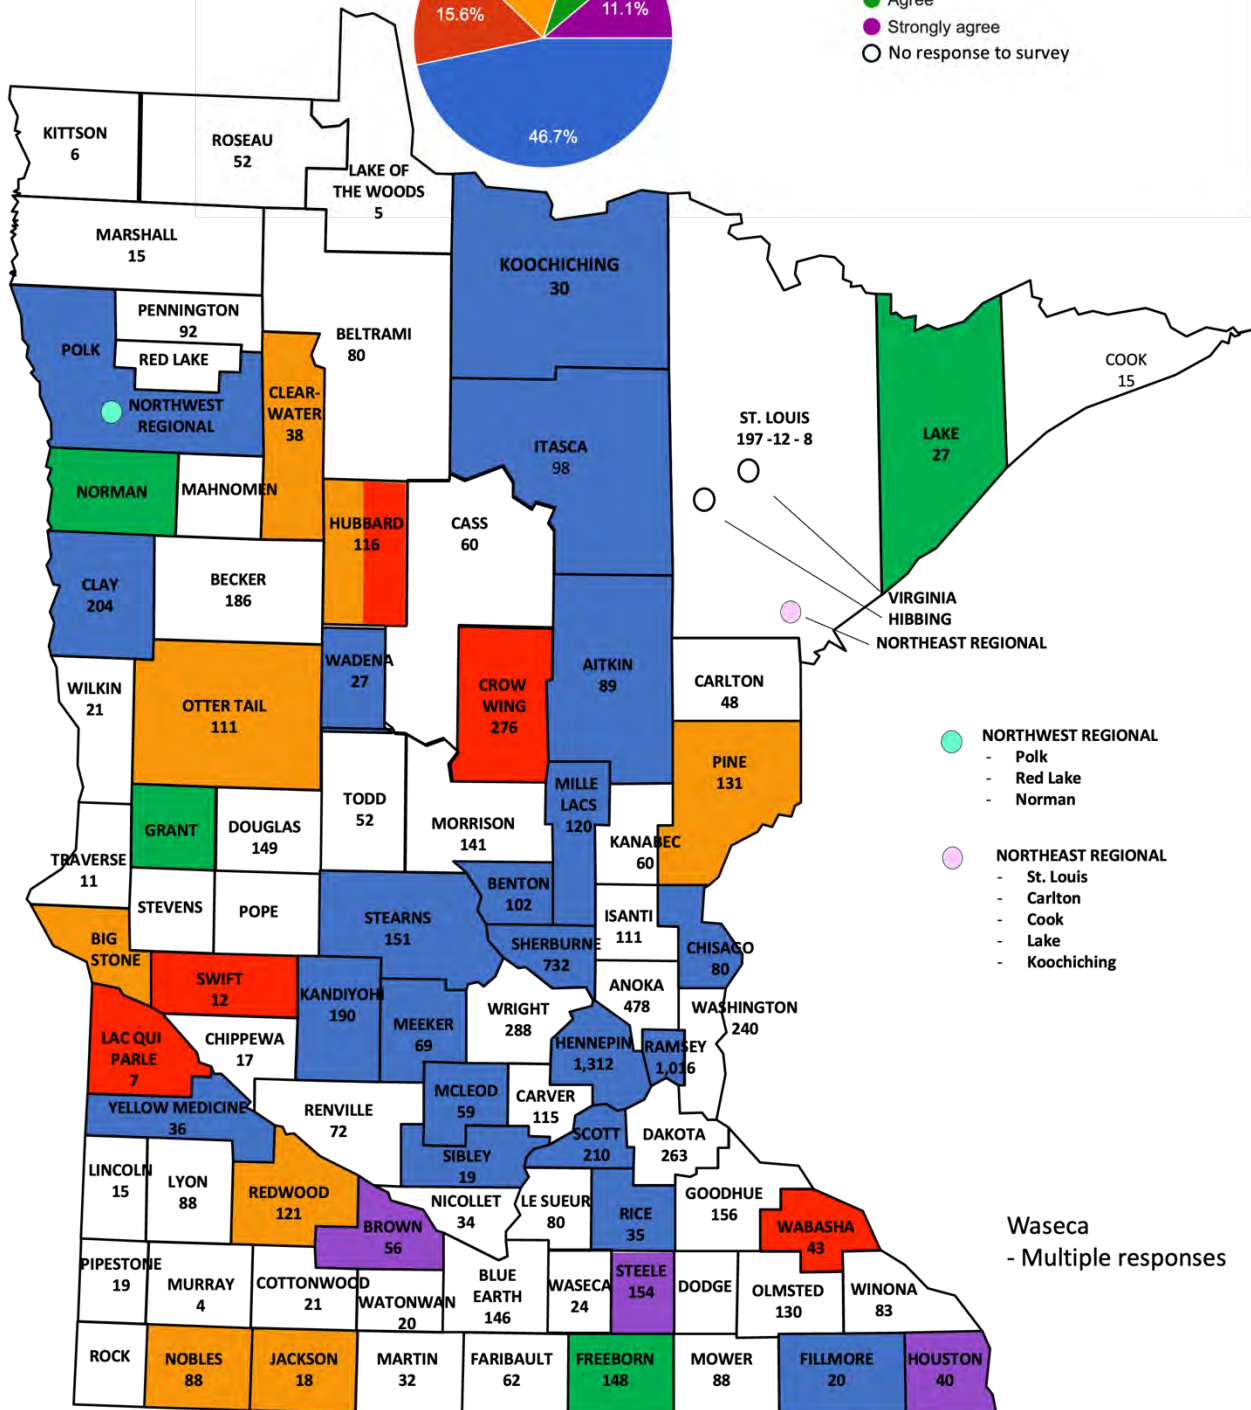 15.6%
11.1%
46.7%
Agree
Strongly agree
No response to survey
KITTSON
6
ROSEAU
52
LAKE OF
THE WOODS
5
MARSHALL
15
KOOCHICHING
30
PENNINGTON
92
POLK
RED LAKE
BELTRAMI
80
COOK
15
NORTHWEST
REGIONAL
CLEAR-
WATER
38
ITASCA
98
ST. LOUIS
197 -12 - 8
LAKE
27
NORMAN
MAHNOMEN
HUBBARD
116
CASS
60
CLAY
204
BECKER
186
VIRGINIA
HIBBING
NORTHEAST REGIONAL
WADENA
27
AITKIN
89
WILKIN
21
OTTER TAIL
111
CROW
WING
276
CARLTON
48
NORTHWEST REGIONAL
- Polk
- Red Lake
- Norman
PINE
131
MILLE
LACS
120
TODD
52
GRANT
DOUGLAS
149
MORRISON
141
KANABEC
60
NORTHEAST REGIONAL
- St. Louis
- Carlton
- Cook
- Lake
- Koochiching
TRAVERSE
11
STEVENS
POPE
STEARNS
151
BENTON
102
ISANTI
111
BIG
STONE
SHERBURNE
732
CHISAGO
80
SWIFT
12
KANDIYOHI
190
ANOKA
478
WASHINGTON
240
WRIGHT
288
MEEKER
69
LAC QUI
PARLE
7
CHIPPEWA
17
HENNEPIN
1,312
RAMSEY
1,016
MCLEOD
59
CARVER
115
YELLOW MEDICINE
36
RENVILLE
72
SCOTT
210
DAKOTA
263
SIBLEY
19
LINCOLN
15
LYON
88
REDWOOD
121
NICOLLET
34
LE SUEUR
80
GOODHUE
156
RICE
35
BROWN
56
WABASHA
43
Waseca
- Multiple responses
PIPESTONE
19
MURRAY
4
COTTONWOOD
21
WATONWAN
20
BLUE
EARTH
146
WASECA
24
STEELE
154
DODGE
OLMSTED
130
WINONA
83
ROCK
NOBLES
88
JACKSON
18
MARTIN
32
FARIBAULT
62
FREEBORN
148
MOWER
88
FILLMORE
20
HOUSTON
40